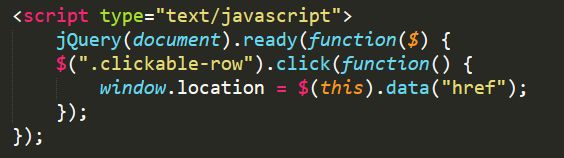 <script type="text/javascript">
    jQuery(document).ready(function($) {
    $(".clickable-row").click(function() {
        window.location = $(this).data("href");
    });
});